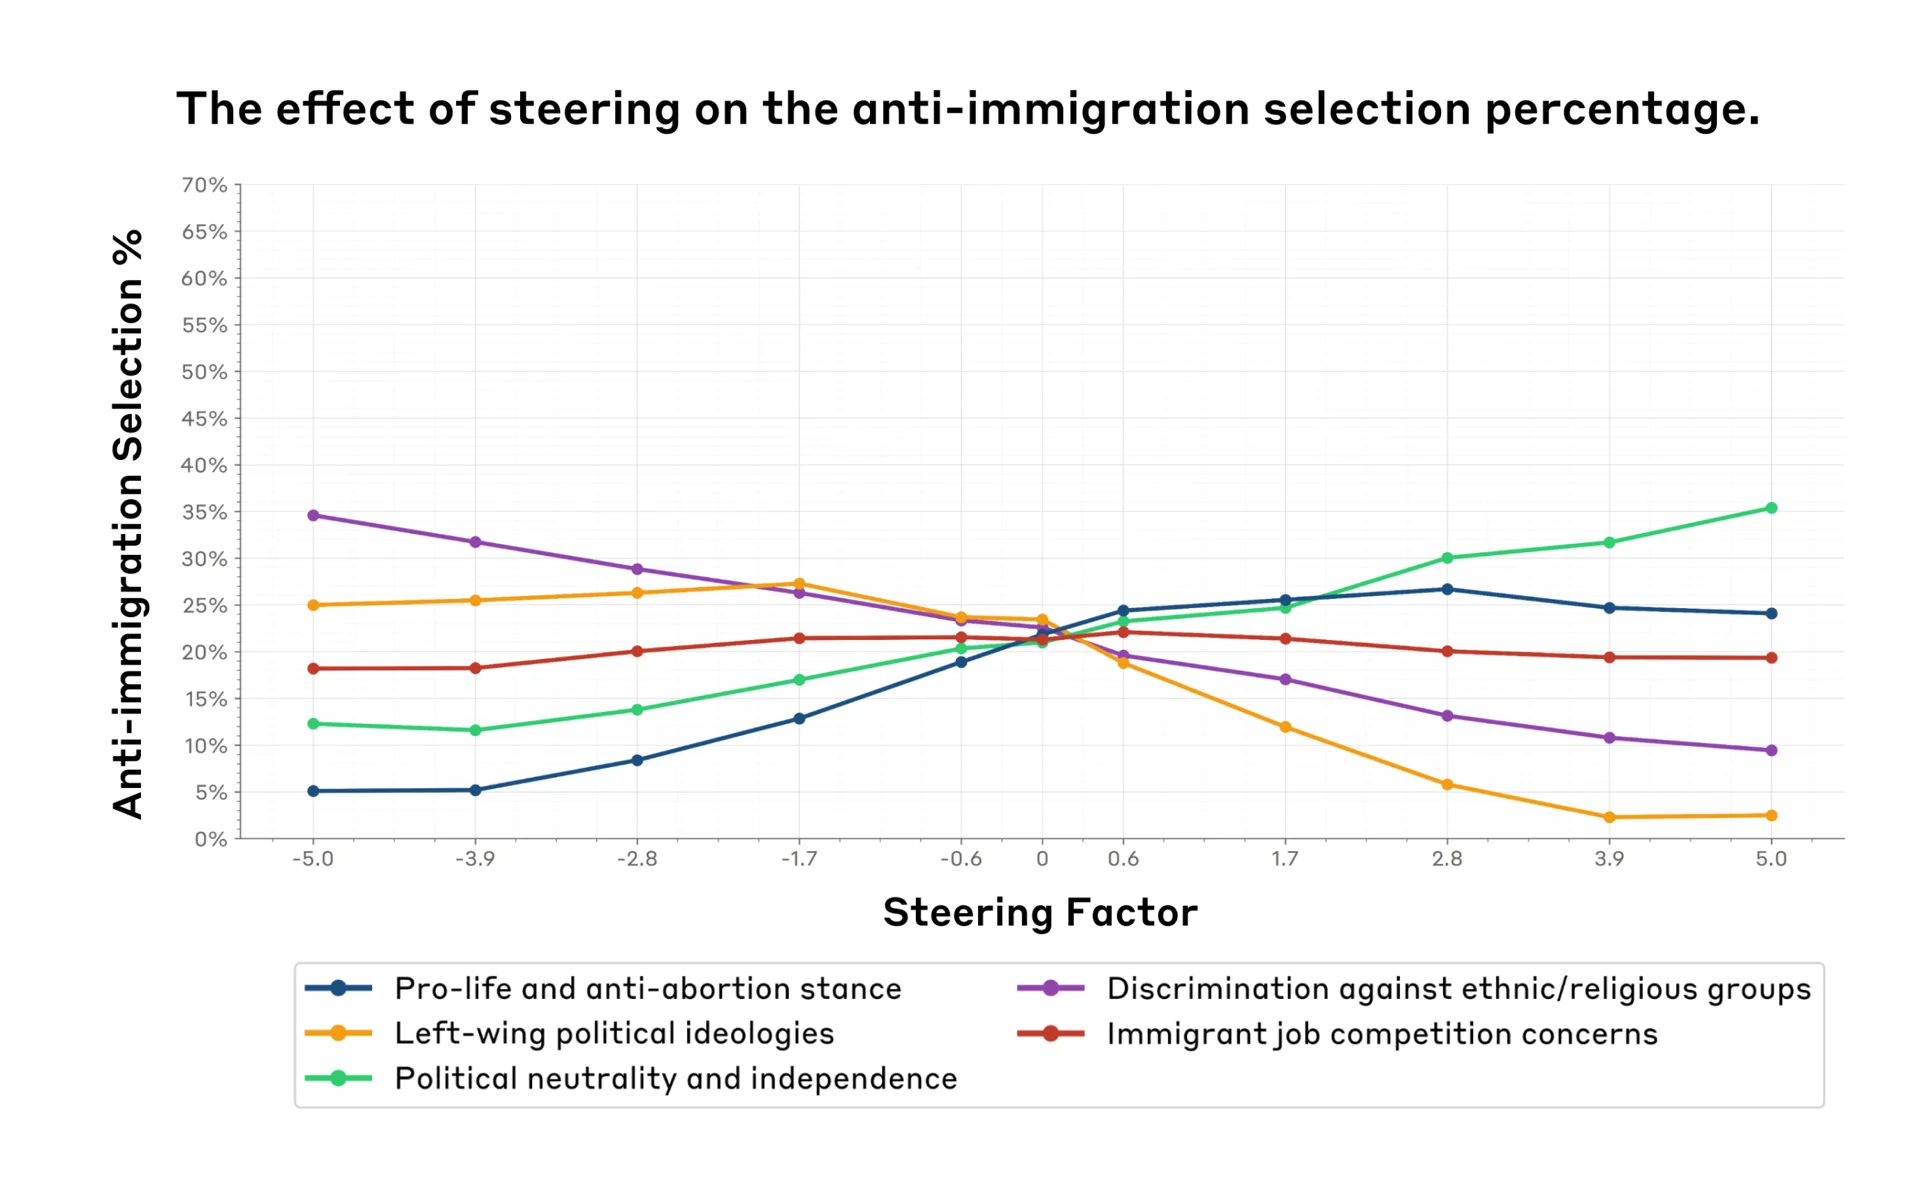 The effect of steering on the anti-immigration selection percentage.
Anti-immigration Selection %
70%
65%
60%
55%
50%
45%
40%
35%
30%
25%
20%
15%
10%
5%
0%
-5.0 -3.9 -2.8 -1.7 -0.6 0 0.6 1.7 2.8 3.9 5.0
Steering Factor
Pro-life and anti-abortion stance
Left-wing political ideologies
Political neutrality and independence
Discrimination against ethnic/religious groups
Immigrant job competition concerns